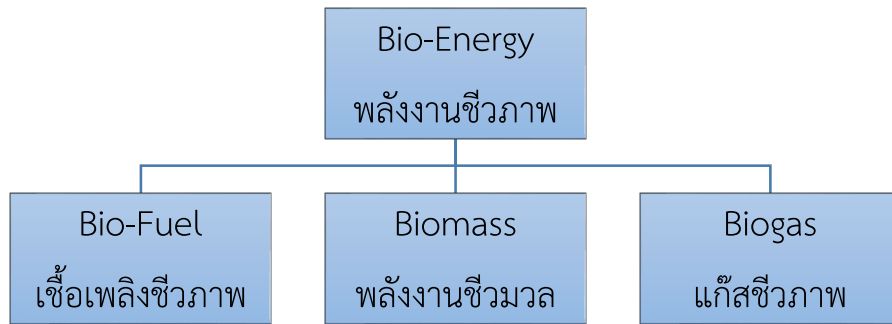 Bio-Energy
พลังงานชีวภาพ
Bio-Fuel
เชื้อเพลิงชีวภาพ
Biomass
พลังงานชีวมวล
Biogas
แก๊สชีวภาพ